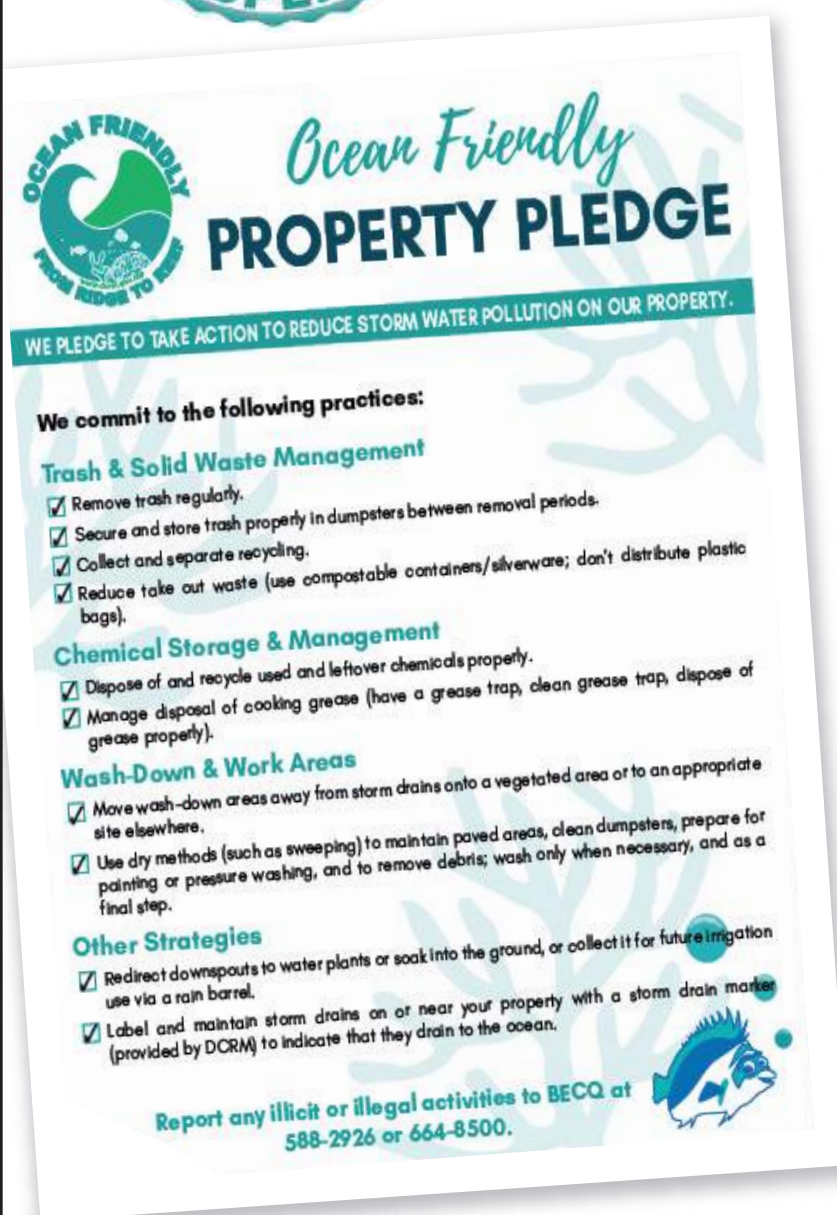 OCEAN FRIENDLY
FROM RIDGE TO REEF
Ocean Friendly
PROPERTY PLEDGE
WE PLEDGE TO TAKE ACTION TO REDUCE STORM WATER POLLUTION ON OUR PROPERTY.
We commit to the following practices:
Trash & Solid Waste Management
Remove trash regularly.
Secure and store trash properly in dumpsters between removal periods.
Collect and separate recycling.
Reduce take out waste (use compostable containers/silverware; don't distribute plastic
bags).
Chemical Storage & Management
Dispose of and recycle used and leftover chemicals properly.
Manage disposal of cooking grease (have a grease trap, clean grease trap, dispose of
grease properly).
Wash-Down & Work Areas
Move wash-down areas away from storm drains onto a vegetated area or to an appropriate
site elsewhere.
Use dry methods (such as sweeping) to maintain paved areas, clean dumpsters, prepare for
painting or pressure washing, and to remove debris; wash only when necessary, and as a
final step.
Other Strategies
Redirect downspouts to water plants or soak into the ground, or collect it for future irrigation
use via a rain barrel.
Label and maintain storm drains on or near your property with a storm drain marker
(provided by DCRM) to indicate that they drain to the ocean.
Report any illicit or illegal activities to BECQ at
588-2926 or 664-8500.